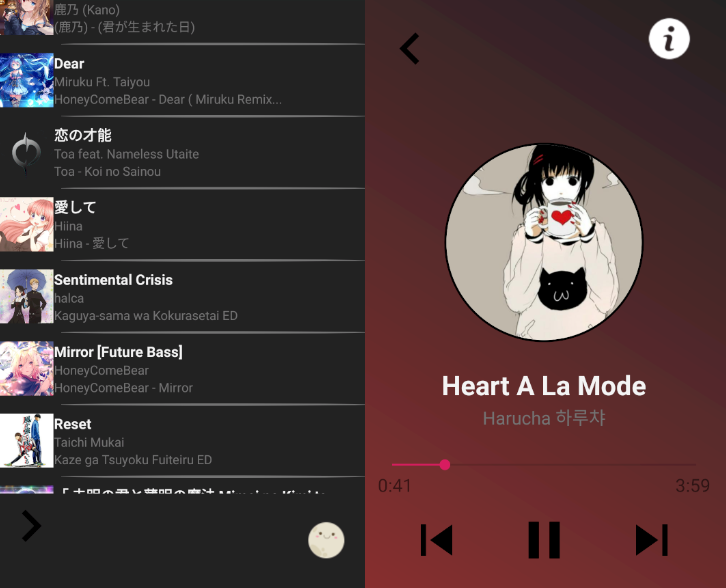 鹿乃 (Kano)
(鹿乃) - (君が生まれた日)
Dear
Miruku Ft. Taiyou
HoneyComeBear - Dear ( Miruku Remix...
恋の才能
Toa feat. Nameless Utaite
Toa - Koi no Sainou
愛して
Hiina
Hiina - 愛して
Sentimental Crisis
halca
Kaguya-sama wa Kokurasetai ED
Mirror [Future Bass]
HoneyComeBear
HoneyComeBear - Mirror
Reset
Taichi Mukai
Kaze ga Tsuyoku Fuiteiru ED
Heart A La Mode
Harucha 하루챠
0:41
3:59